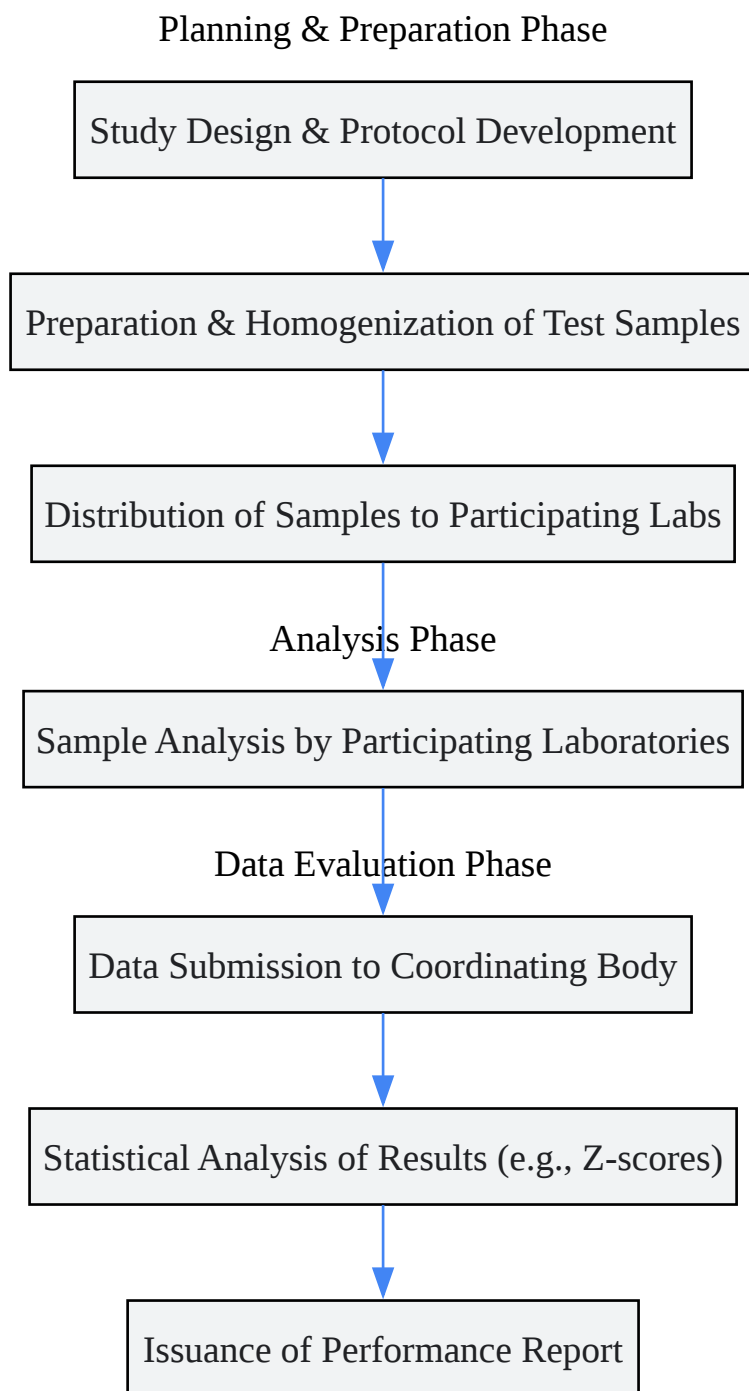 Planning & Preparation Phase
Study Design & Protocol Development
Preparation & Homogenization of Test Samples
Distribution of Samples to Participating Labs
Analysis Phase
Sample Analysis by Participating Laboratories
Data Evaluation Phase
Data Submission to Coordinating Body
Statistical Analysis of Results (e.g., Z-scores)
Issuance of Performance Report